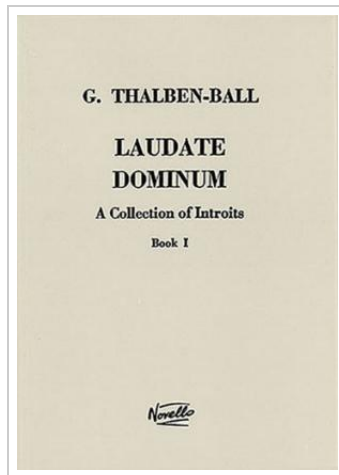 G. THALBEN-BALL
LAUDATE
DOMINUM
A Collection of Introits
Book I
Novello